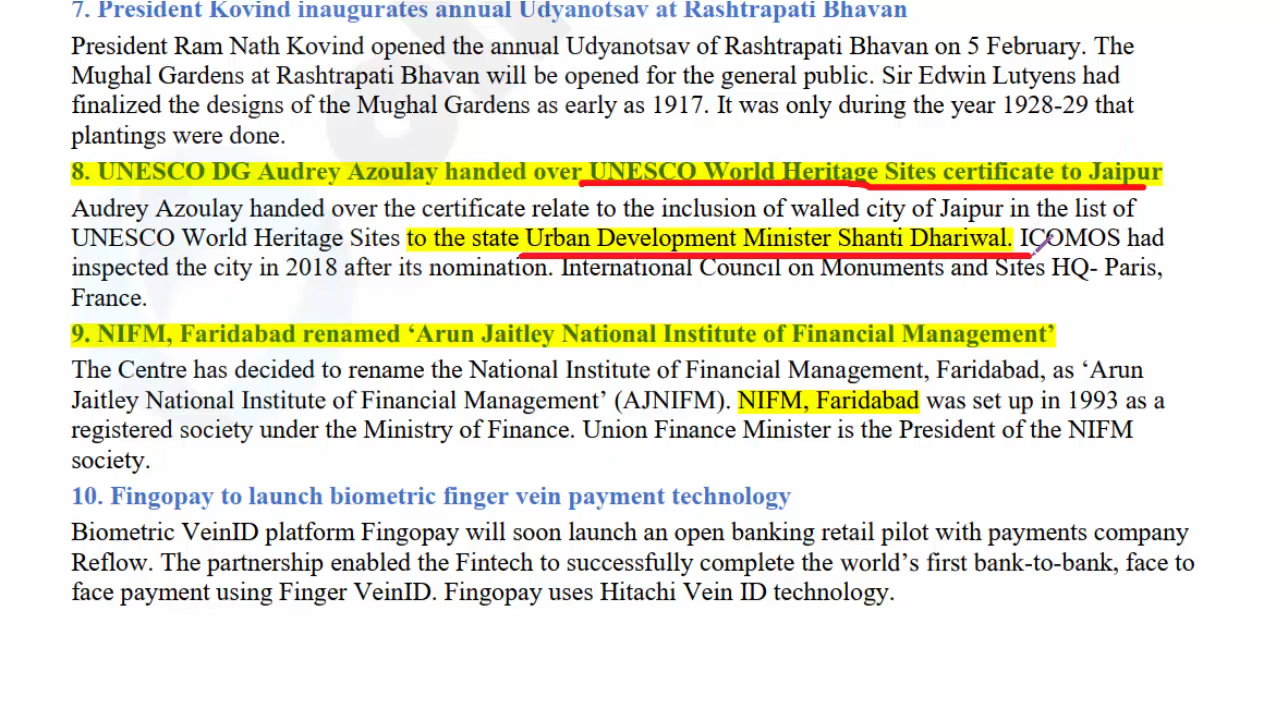 7. President Kovind inaugurates annual Udyanotsav at Rashtrapati Bhavan
President Ram Nath Kovind opened the annual Udyanotsav of Rashtrapati Bhavan on 5 February. The
Mughal Gardens at Rashtrapati Bhavan will be opened for the general public. Sir Edwin Lutyens had
finalized the designs of the Mughal Gardens as early as 1917. It was only during the year 1928-29 that
plantings were done.
8. UNESCO DG Audrey Azoulay handed over UNESCO World Heritage Sites certificate to Jaipur
Audrey Azoulay handed over the certificate relate to the inclusion of walled city of Jaipur in the list of
UNESCO World Heritage Sites to the state Urban Development Minister Shanti Dhariwal. ICOMOS had
inspected the city in 2018 after its nomination. International Council on Monuments and Sites HQ- Paris,
France.
9. NIFM, Faridabad renamed ‘Arun Jaitley National Institute of Financial Management’
The Centre has decided to rename the National Institute of Financial Management, Faridabad, as ‘Arun
Jaitley National Institute of Financial Management’ (AJNIFM). NIFM, Faridabad was set up in 1993 as a
registered society under the Ministry of Finance. Union Finance Minister is the President of the NIFM
society.
10. Fingopay to launch biometric finger vein payment technology
Biometric VeinID platform Fingopay will soon launch an open banking retail pilot with payments company
Reflow. The partnership enabled the Fintech to successfully complete the world’s first bank-to-bank, face to
face payment using Finger VeinID. Fingopay uses Hitachi Vein ID technology.